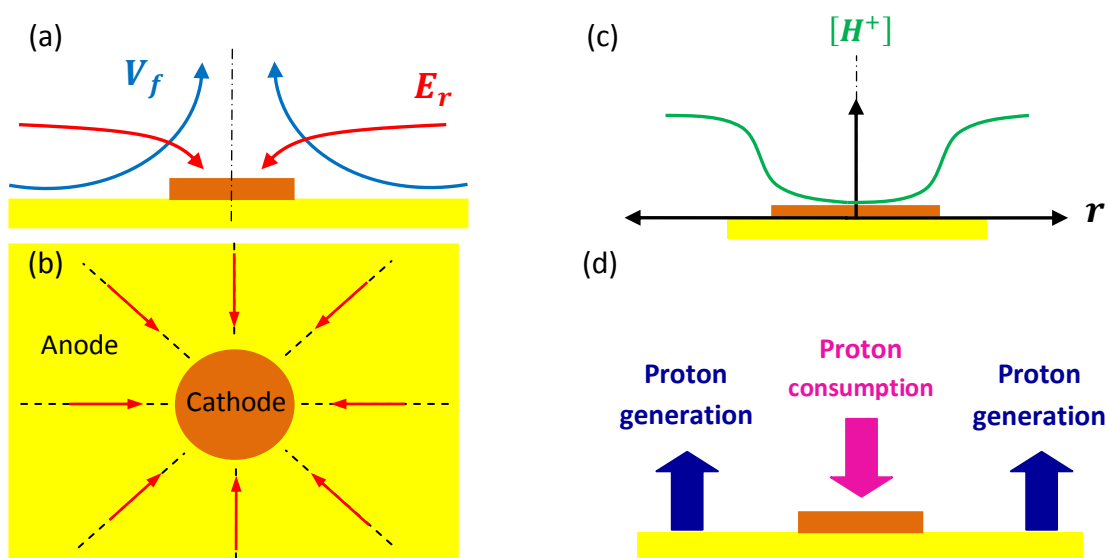 (a)
V_f
E_r
(b)
Anode
Cathode
(c)
[H⁺]
r
(d)
Proton
generation
Proton
consumption
Proton
generation